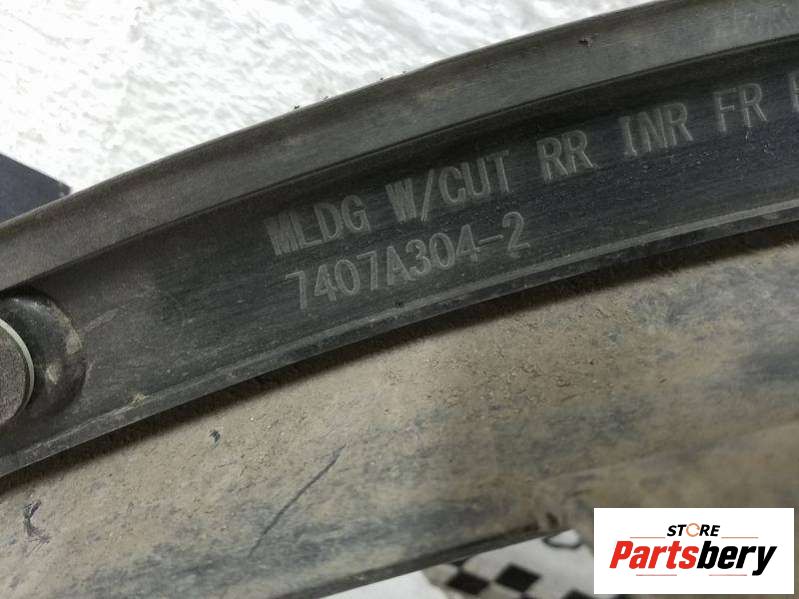 MLDG W/CUT RR INR FR
7407A304-2
STORE
Partsbery